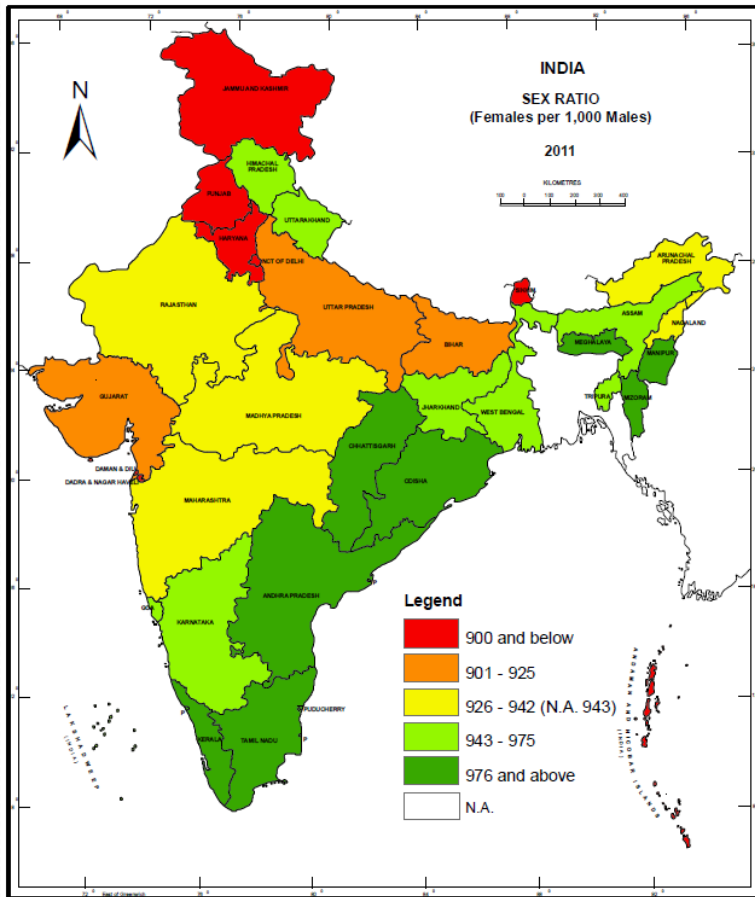 INDIA
SEX RATIO
(Females per 1,000 Males)
2011
KILOMETRES
100 0 100 200 300 400
N
JAMMU AND KASHMIR
HIMACHAL
PRADESH
PUNJAB
UTTARAKHAND
HARYANA
NCT OF DELHI
ARUNACHAL
PRADESH
RAJASTHAN
UTTAR PRADESH
ASSAM
NAGALAND
BIHAR
MEGHALAYA
MANIPUR
GUJARAT
TRIPURA
MIZORAM
JHARKHAND
WEST BENGAL
MADHYA PRADESH
CHHATTISGARH
DAMAN & DIU
DADRA & NAGAR HAVELI
ODISHA
MAHARASHTRA
ANDHRA PRADESH
GOA
KARNATAKA
PUDUCHERRY
KERALA
TAMIL NADU
LAKSHADWEEP
(INDIA)
ANDAMAN AND NICOBAR ISLANDS
(INDIA)
Legend
900 and below
901 - 925
926 - 942 (N.A. 943)
943 - 975
976 and above
N.A.
East of Greenwich